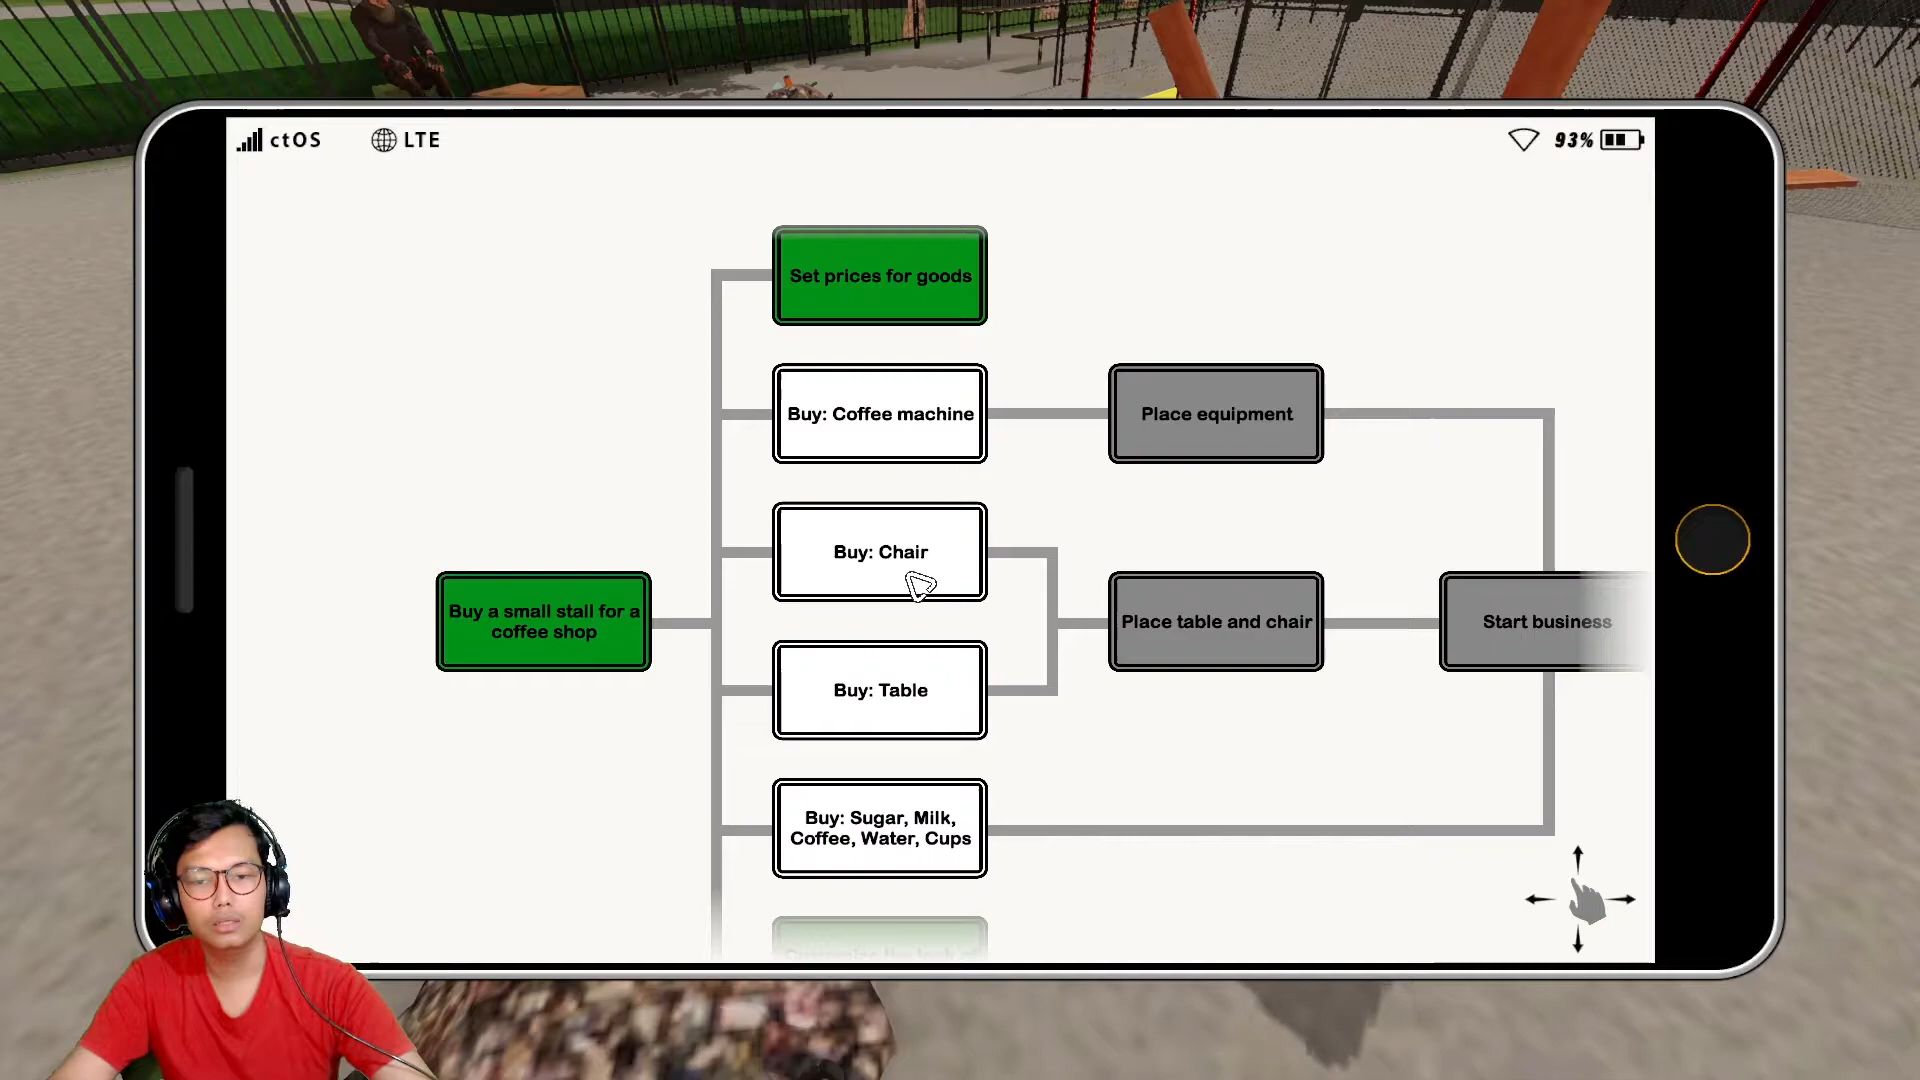 ctOS
LTE
93%
Set prices for goods
Buy: Coffee machine
Place equipment
Buy: Chair
Buy a small stall for a
coffee shop
Place table and chair
Start business
Buy: Table
Buy: Sugar, Milk,
Coffee, Water, Cups